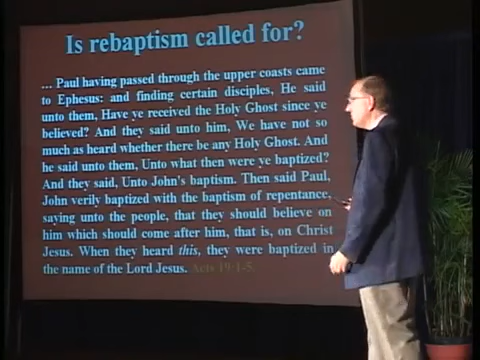 Is rebaptism called for?
... Paul having passed through the upper coasts came
to Ephesus: and finding certain disciples, He said
unto them, Have ye received the Holy Ghost since ye
believed? And they said unto him, We have not so
much as heard whether there be any Holy Ghost. And
he said unto them, Unto what then were ye baptized?
And they said, Unto John's baptism. Then said Paul,
John verily baptized with the baptism of repentance,
saying unto the people, that they should believe on
him which should come after him, that is, on Christ
Jesus. When they heard this, they were baptized in
the name of the Lord Jesus. Acts 19:1-5.